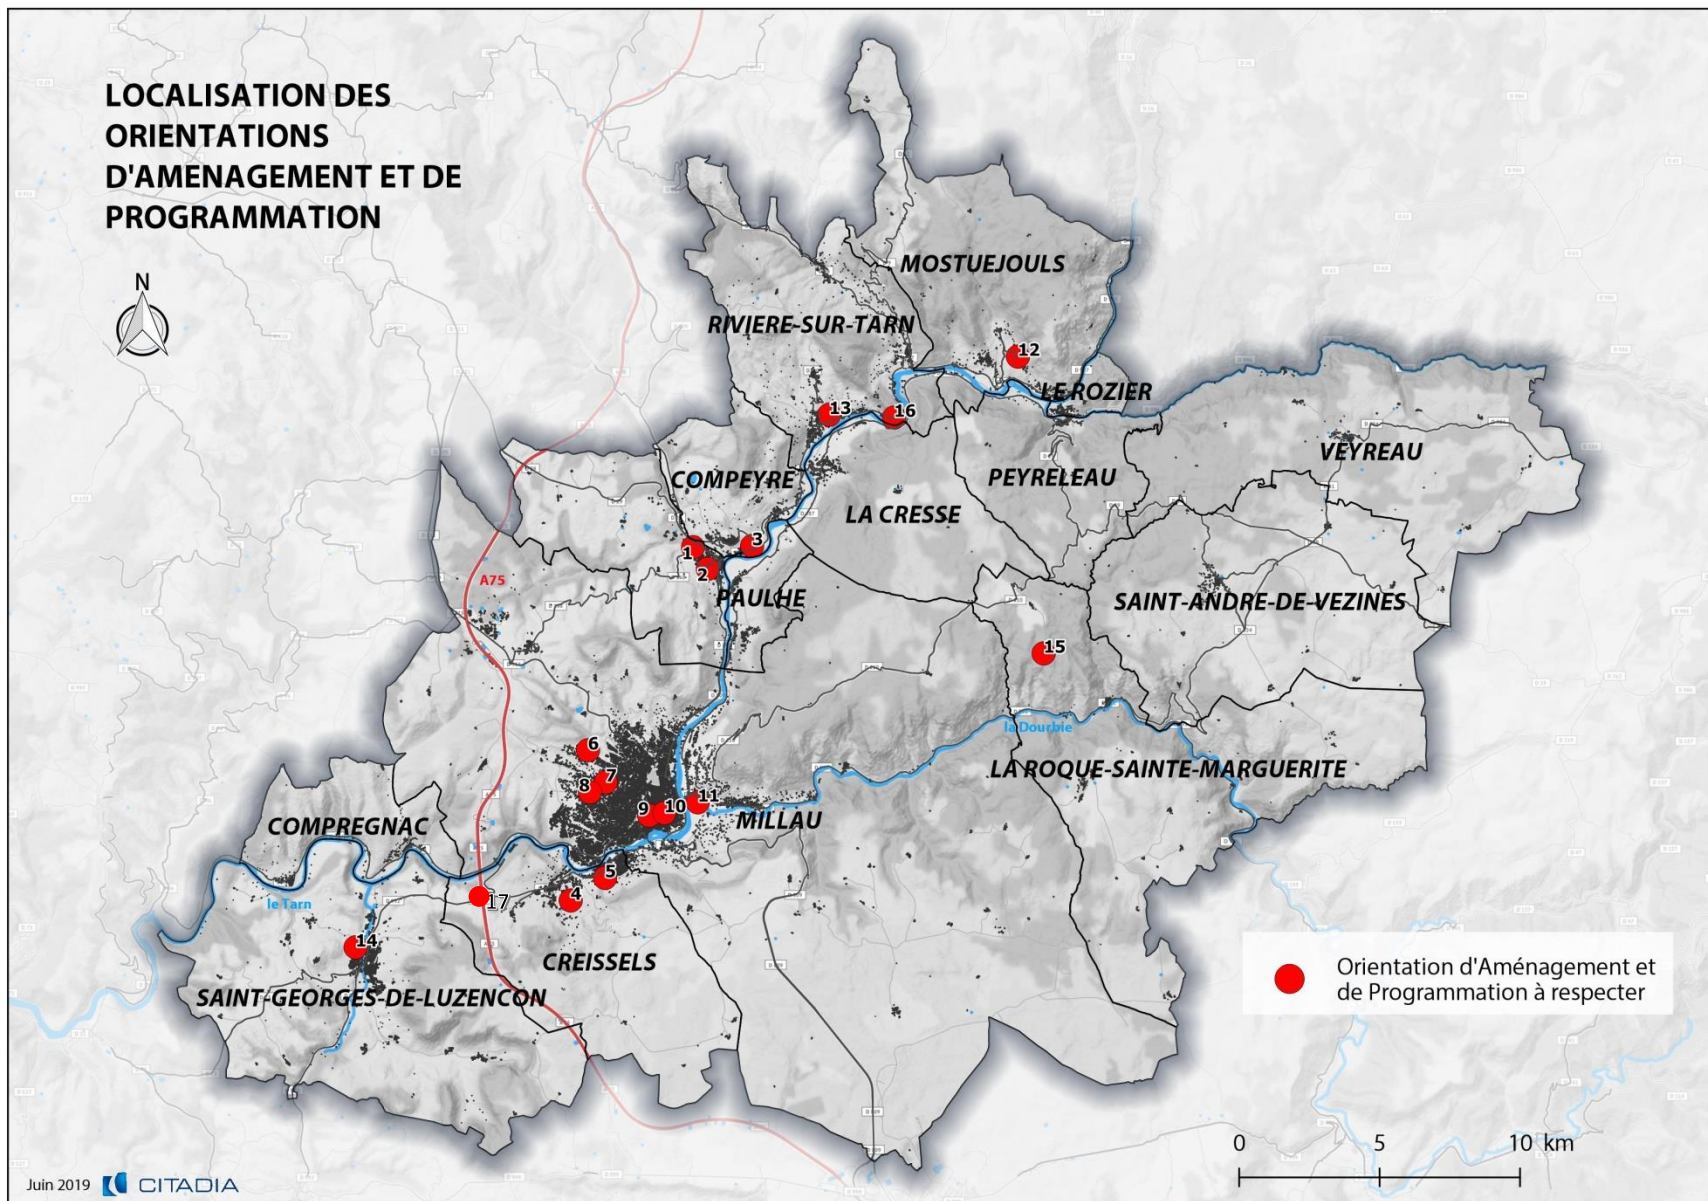 LOCALISATION DES
ORIENTATIONS
D'AMENAGEMENT ET DE
PROGRAMMATION
N
MOSTUEJOULS
RIVIERE-SUR-TARN
12
LE ROZIER
13
16
VEYREAU
COMPEYRE
PEYRELEAU
LA CRESSE
1
3
2
A75
PAULHE
SAINT-ANDRE-DE-VEZINES
15
la Dourbie
6
LA ROQUE-SAINTE-MARGUERITE
7
8
11
9
10
MILLAU
COMPREGNAC
5
4
17
le Tarn
14
CREISSELS
SAINT-GEORGES-DE-LUZENCON
Orientation d'Aménagement et
de Programmation à respecter
0 5 10 km
Juin 2019 CITADIA